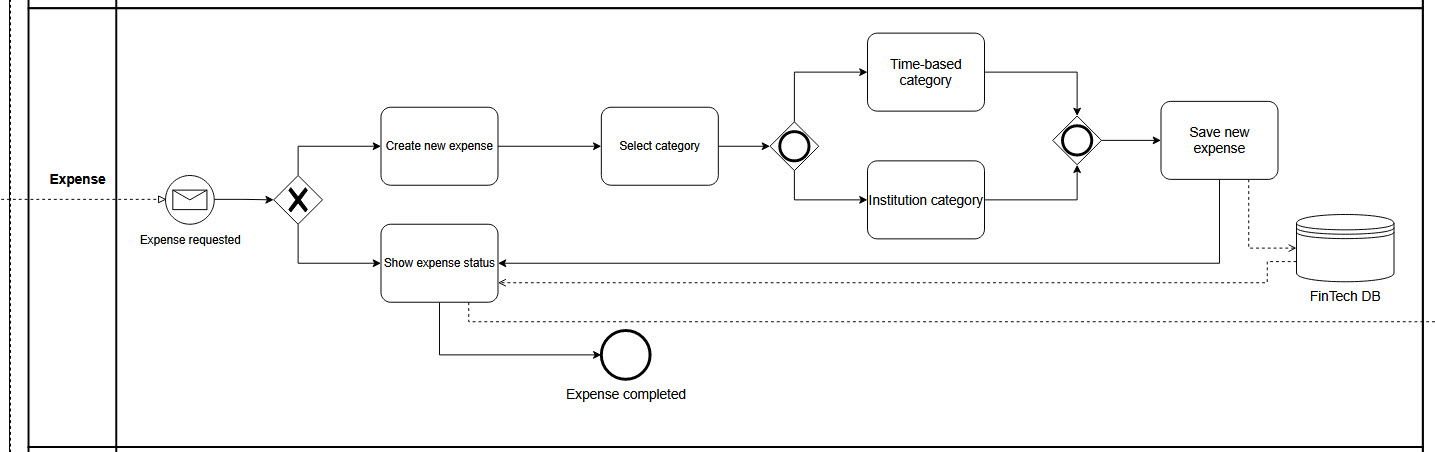 Time-based
category
Create new expense
Select category
Save new
expense
Expense
Institution category
Expense requested
Show expense status
FinTech DB
Expense completed